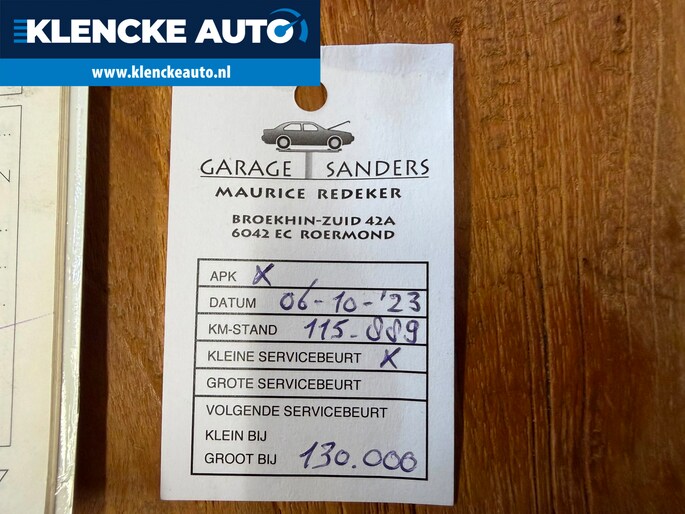 KLENCKE AUTO
www.klenckeauto.nl
GARAGE SANDERS
MAURICE REDEKER
BROEKHIN-ZUID 42A
6042 EC ROERMOND
APK X
DATUM 06-10-'23
KM-STAND 115.889
KLEINE SERVICEBEURT X
GROTE SERVICEBEURT
VOLGENDE SERVICEBEURT
KLEIN BIJ
GROOT BIJ 130.000
N